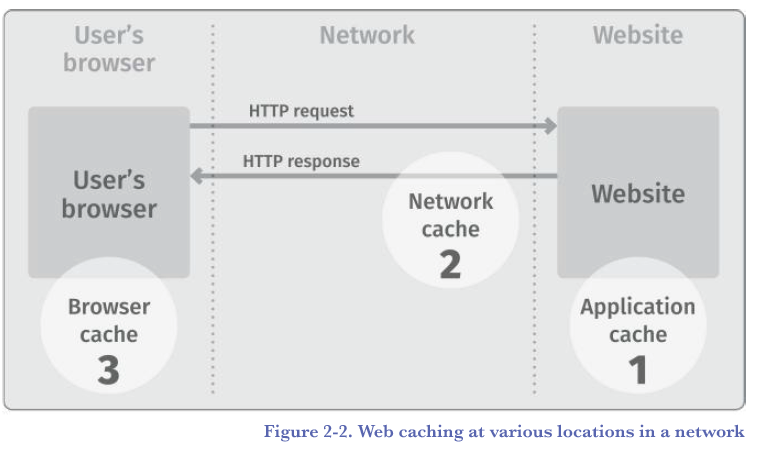 User's
browser
Network
Website
HTTP request
HTTP response
User's
browser
Website
Network
cache
2
Browser
cache
3
Application
cache
1
Figure 2-2. Web caching at various locations in a network